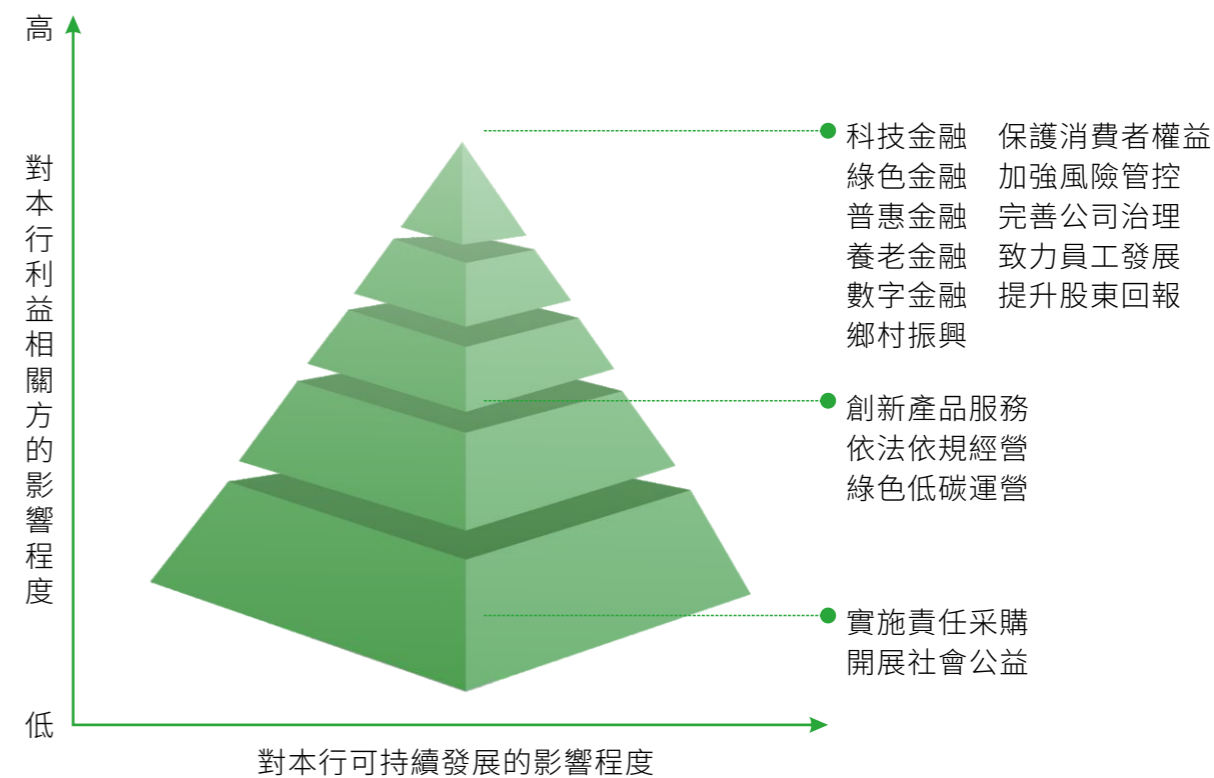 高
對本行利益相關方的影響程度
科技金融　保護消費者權益
綠色金融　加強風險管控
普惠金融　完善公司治理
養老金融　致力員工發展
數字金融　提升股東回報
鄉村振興
創新產品服務
依法依規經營
綠色低碳運營
實施責任采購
開展社會公益
低
對本行可持續發展的影響程度